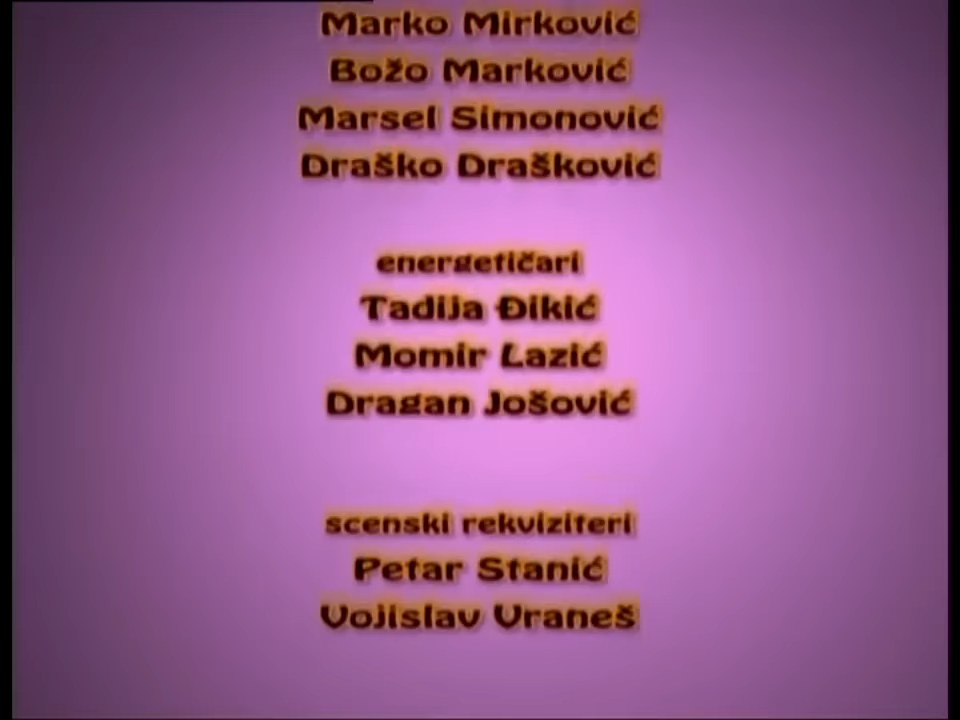 Marko Mirković
Božo Marković
Marsel Simonović
Draško Drašković
energetičari
Tadija Đikić
Momir Lazić
Dragan Jošović
scenski rekviziteri
Petar Stanić
Vojislav Vraneš